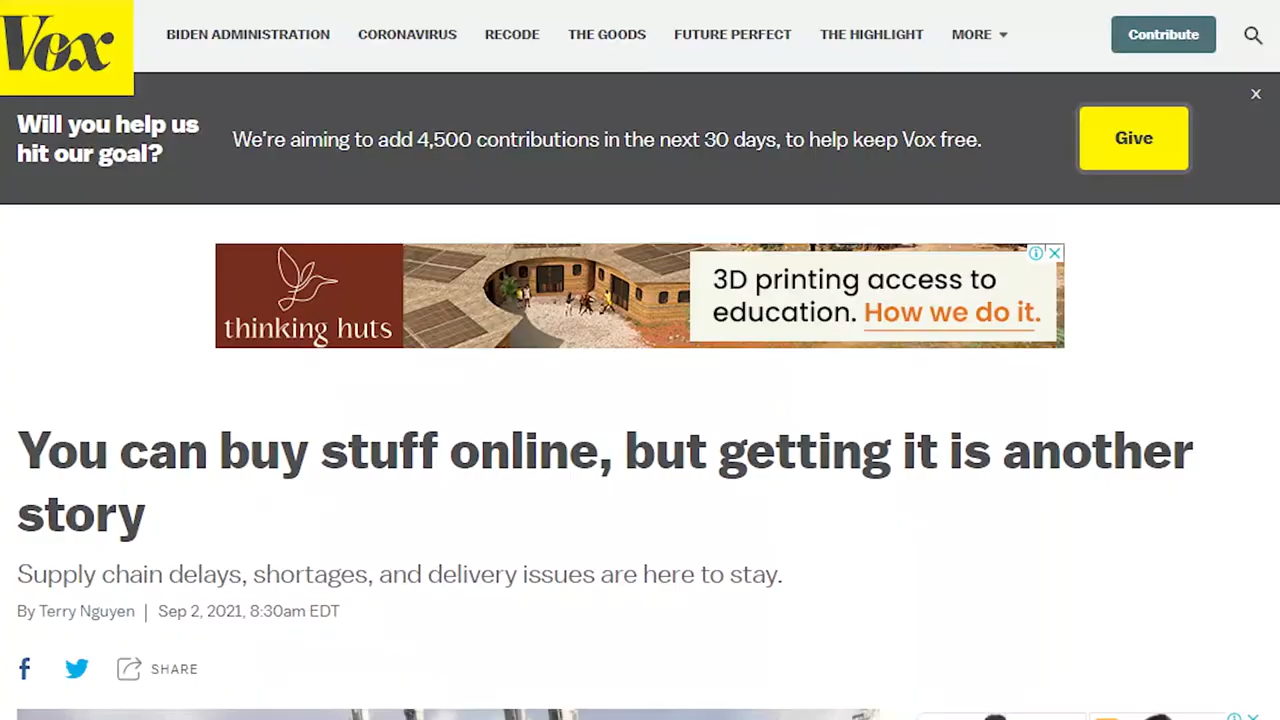 Vox
BIDEN ADMINISTRATION CORONAVIRUS RECODE THE GOODS FUTURE PERFECT THE HIGHLIGHT MORE Contribute
x
Will you help us
hit our goal?
We're aiming to add 4,500 contributions in the next 30 days, to help keep Vox free.
Give
thinking huts
3D printing access to
education. How we do it.
You can buy stuff online, but getting it is another
story
Supply chain delays, shortages, and delivery issues are here to stay.
By Terry Nguyen | Sep 2, 2021, 8:30am EDT
SHARE